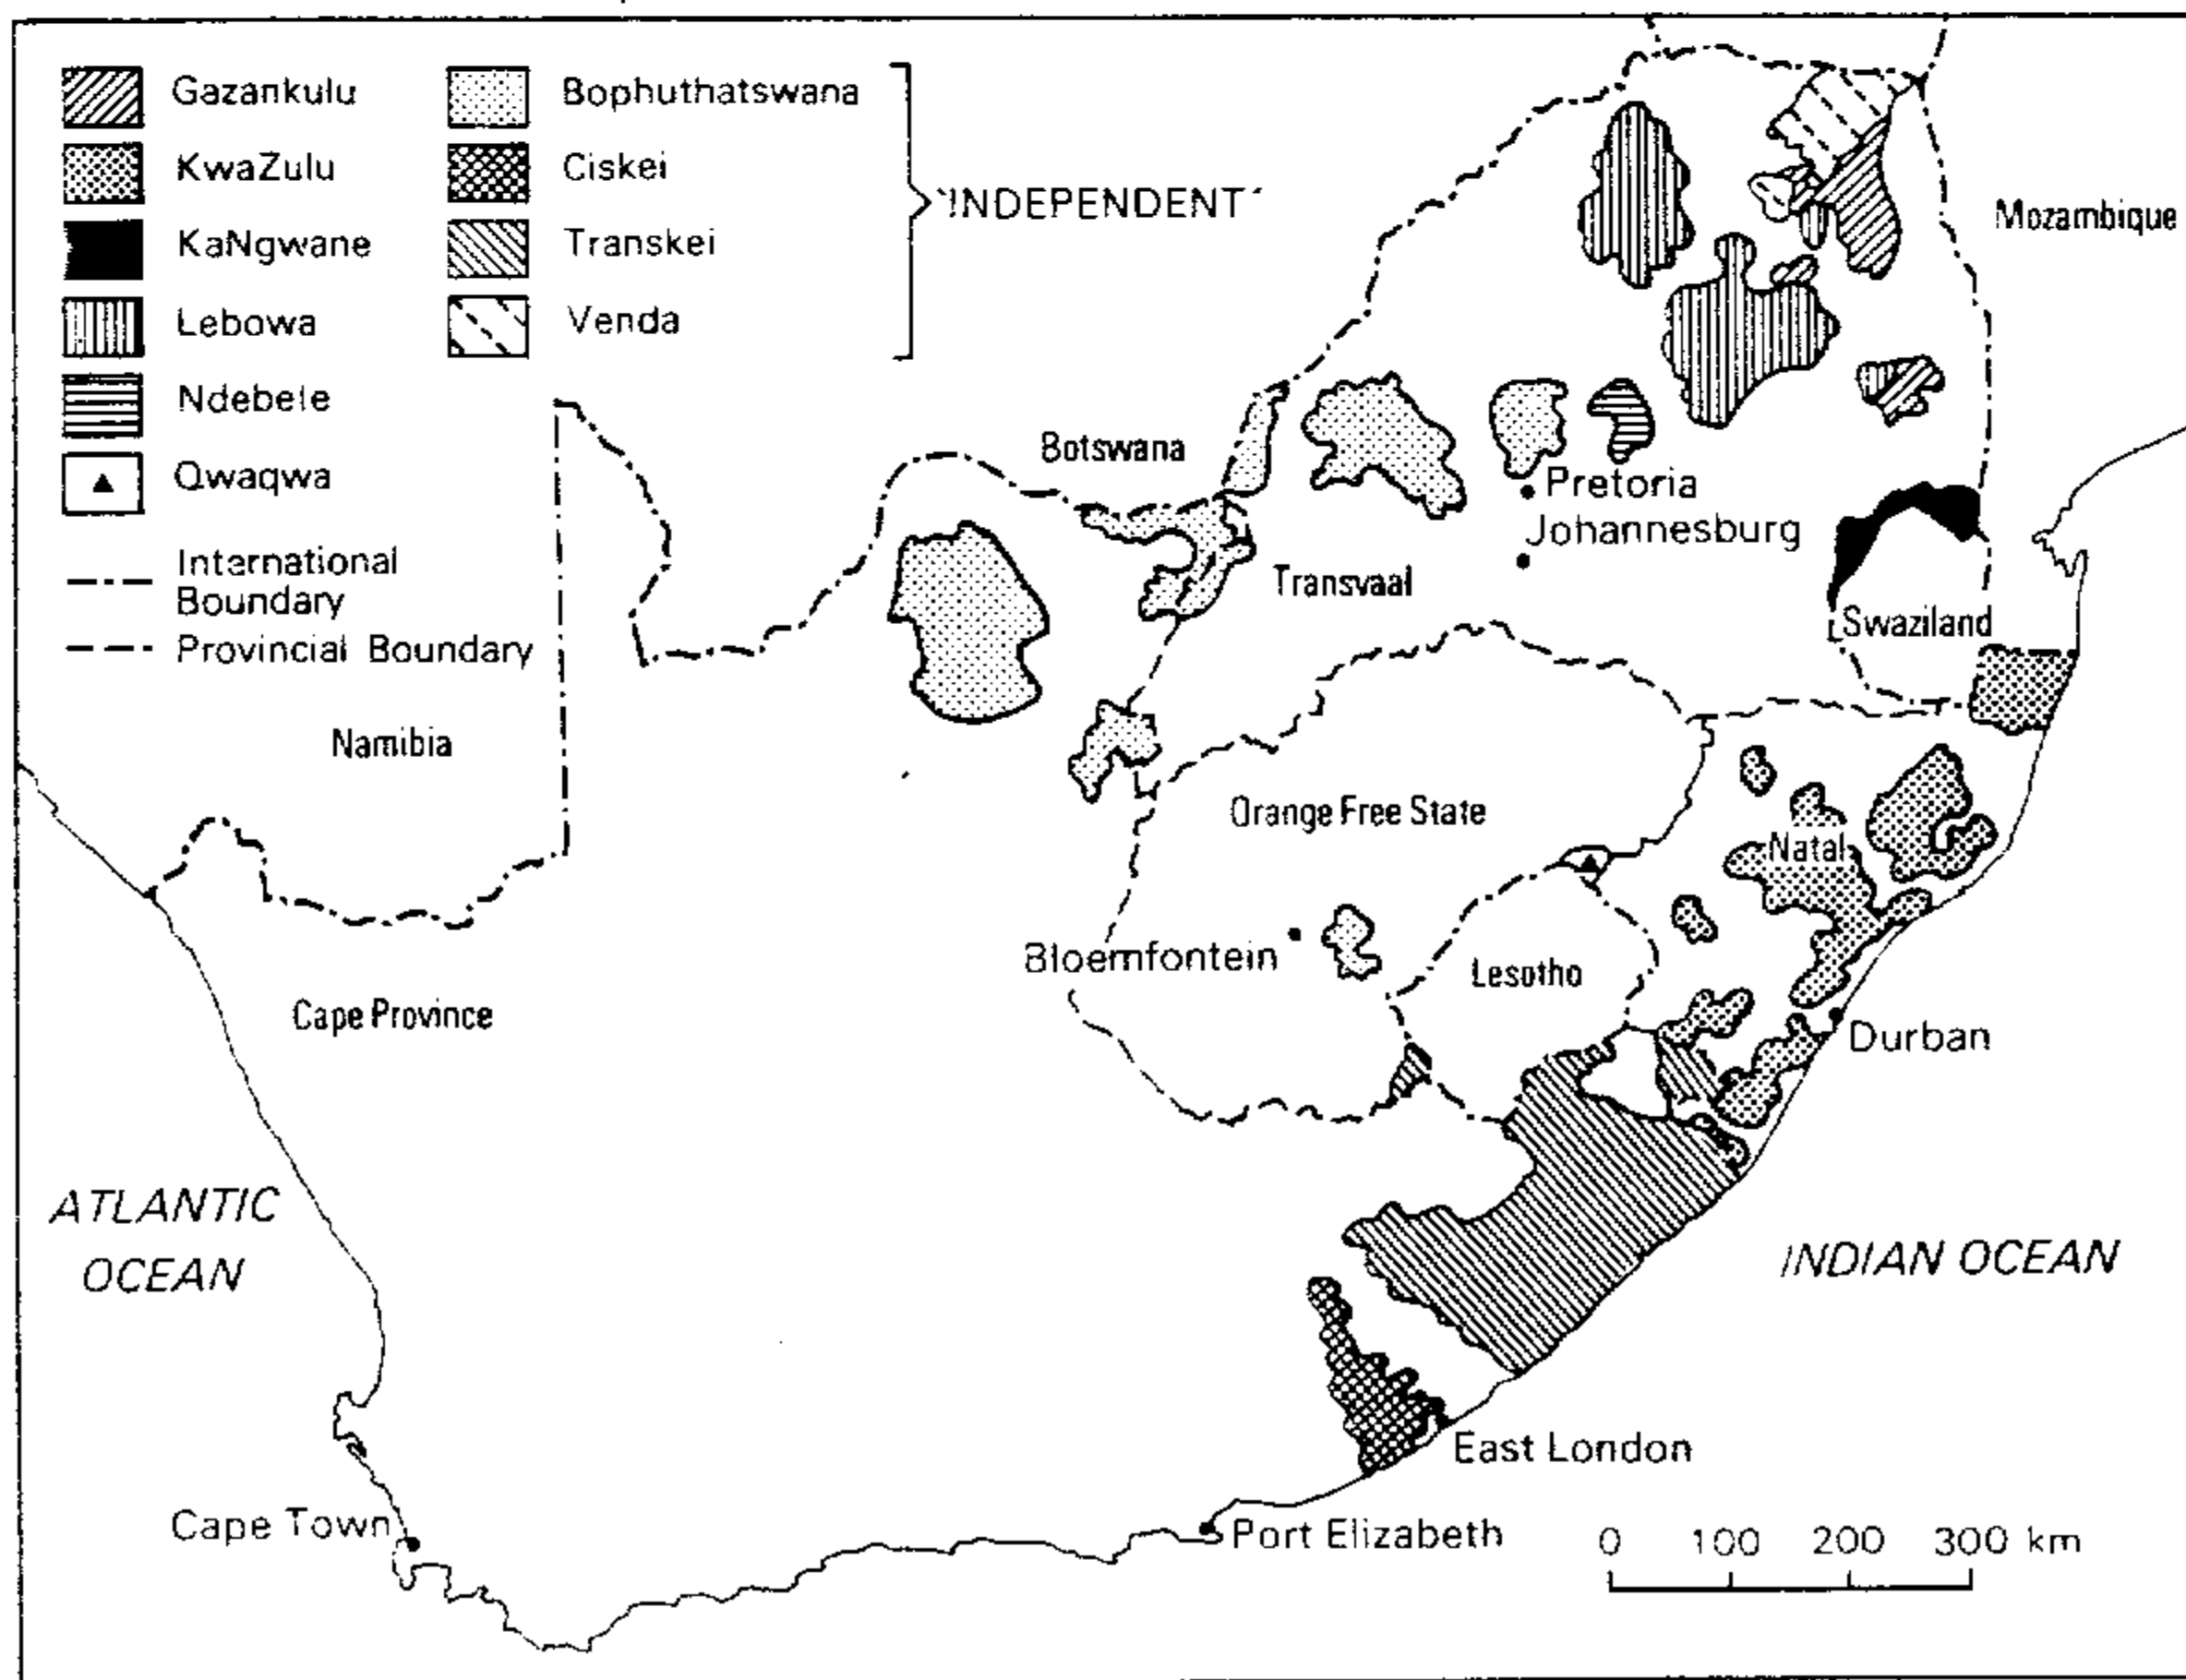 Gazankulu
KwaZulu
KaNgwane
Lebowa
Ndebele
Qwaqwa
International
Boundary
Provincial Boundary
Bophuthatswana
Ciskei
Transkei
Venda
'INDEPENDENT'
Mozambique
Botswana
Pretoria
Johannesburg
Transvaal
Swaziland
Namibia
Orange Free State
Natal
Bloemfontein
Lesotho
Cape Province
Durban
ATLANTIC
OCEAN
INDIAN OCEAN
East London
Cape Town
Port Elizabeth
0 100 200 300 km